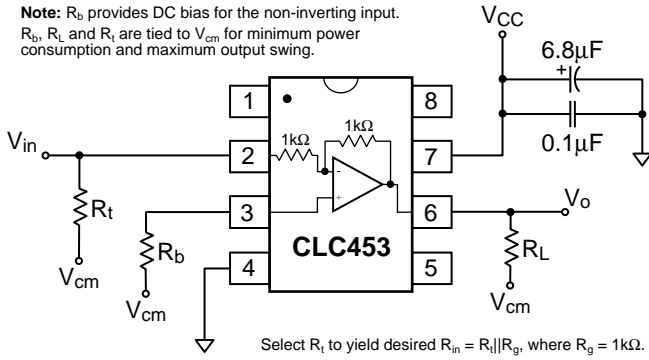 Note: Rb provides DC bias for the non-inverting input.
Rb, RL and Rt are tied to Vcm for minimum power
consumption and maximum output swing.
VCC
6.8μF
+
0.1μF
1
8
1kΩ
1kΩ
Vin
2
7
-
+
Rt
3
6
Vo
Rb
CLC453
RL
4
5
Vcm
Vcm
Vcm
Select Rt to yield desired Rin = Rt||Rg, where Rg = 1kΩ.